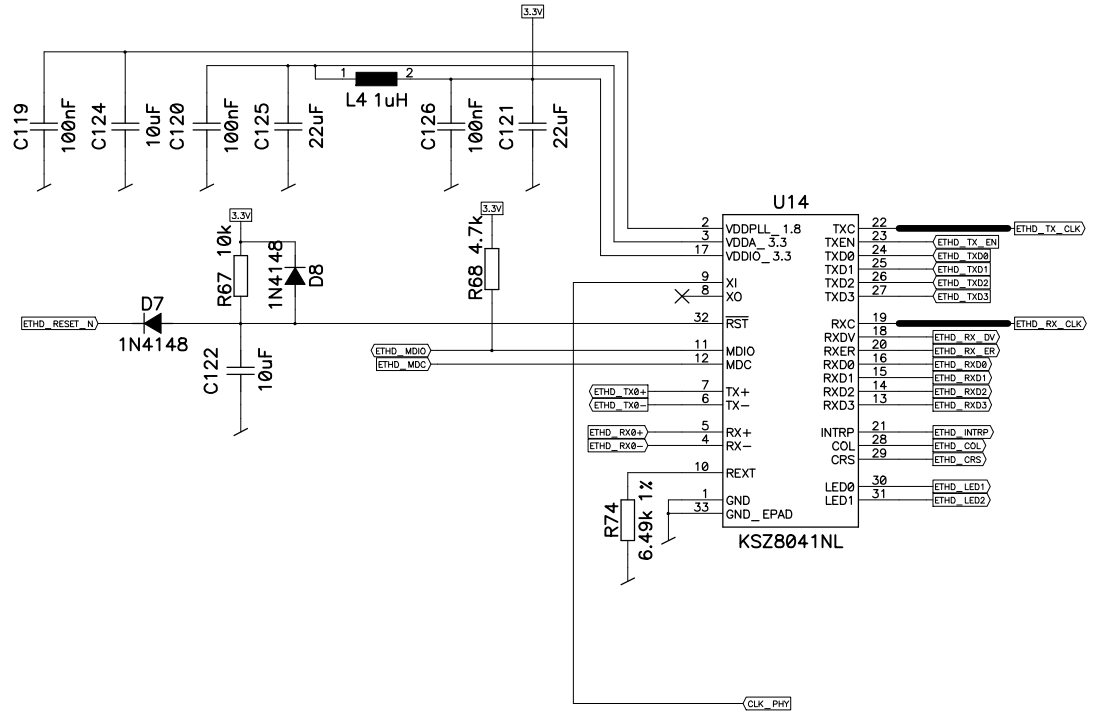 3.3V
1
2
L4 1uH
C119
100nF
C124
10uF
C120
100nF
C125
22uF
C126
100nF
C121
22uF
3.3V
3.3V
R67 10k
1N4148
D8
R68 4.7k
D7
1N4148
ETHD_RESET_N
C122
10uF
ETHD_MDIO
ETHD_MDC
ETHD_TX0+
ETHD_TX0-
ETHD_RX0+
ETHD_RX0-
R74
6.49k 1%
U14
2 VDDPLL_1.8
3 VDDA_3.3
17 VDDIO_3.3
9 XI
8 XO
32 RST
11 MDIO
12 MDC
7 TX+
6 TX-
5 RX+
4 RX-
10 REXT
1 GND
33 GND_EPAD
TXC 22 ETHD_TX_CLK
TXEN 23 ETHD_TX_EN
TXD0 24 ETHD_TXD0
TXD1 25 ETHD_TXD1
TXD2 26 ETHD_TXD2
TXD3 27 ETHD_TXD3
RXC 19 ETHD_RX_CLK
RXDV 18 ETHD_RX_DV
RXER 20 ETHD_RX_ER
RXD0 16 ETHD_RXD0
RXD1 15 ETHD_RXD1
RXD2 14 ETHD_RXD2
RXD3 13 ETHD_RXD3
INTRP 21 ETHD_INTRP
COL 28 ETHD_COL
CRS 29 ETHD_CRS
LED0 30 ETHD_LED1
LED1 31 ETHD_LED2
KSZ8041NL
CLK_PHY